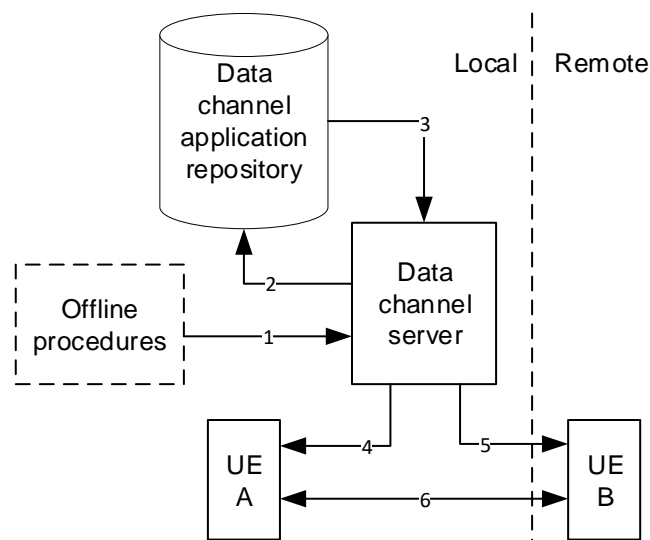 Data
channel
application
repository
Local
Remote
3
2
Data
channel
server
Offline
procedures
1
4
5
UE
A
6
UE
B